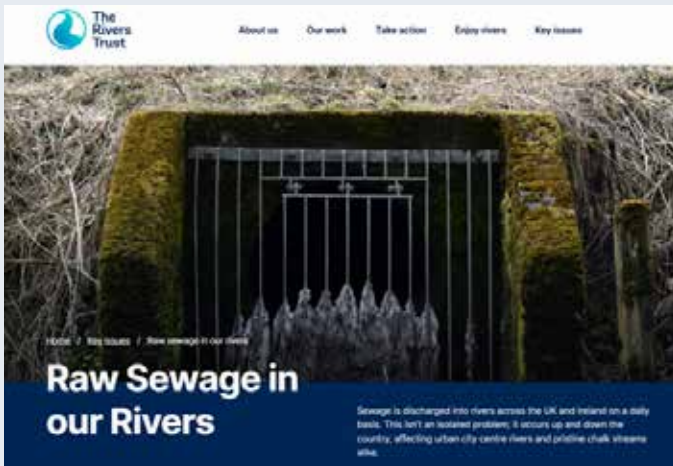 The
Rivers
Trust
About us Our work Take action Enjoy rivers Key issues
Home / Key issues / Raw sewage in our rivers
Raw Sewage in
our Rivers
Sewage is discharged into rivers across the UK and Ireland on a daily
basis. This isn't an isolated problem; it occurs up and down the
country, affecting urban city centre rivers and pristine chalk streams
alike.